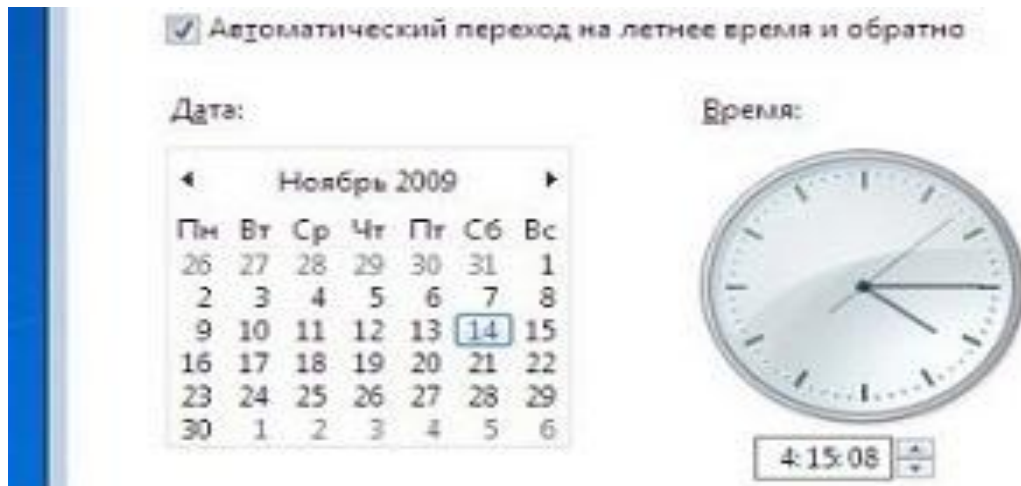 Автоматический переход на летнее время и обратно
Дата:
Время:
Ноябрь 2009
Пн Вт Ср Чт Пт Сб Вс
26 27 28 29 30 31 1
2 3 4 5 6 7 8
9 10 11 12 13 14 15
16 17 18 19 20 21 22
23 24 25 26 27 28 29
30 1 2 3 4 5 6
4:15:08